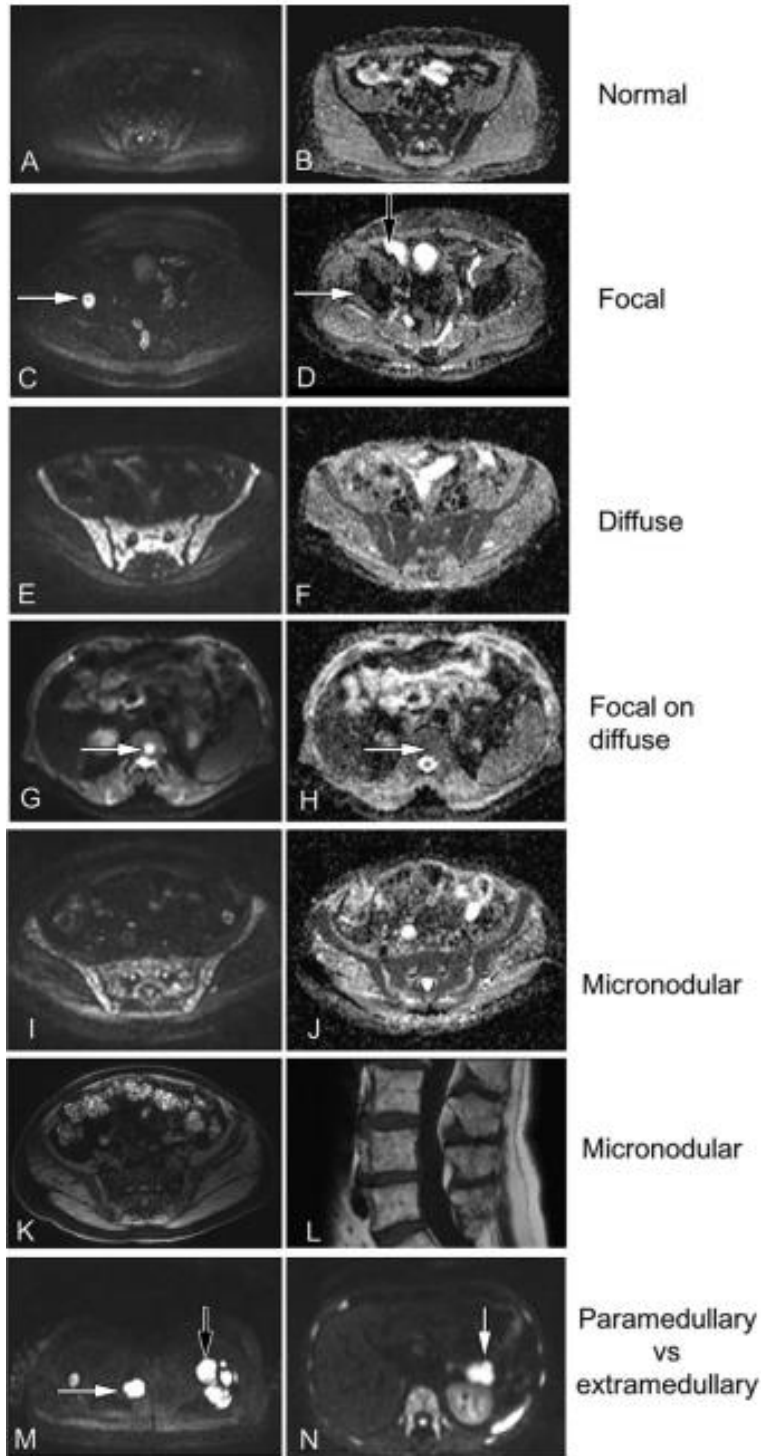 A B Normal
C D Focal
E F Diffuse
G H Focal on
diffuse
I J Micronodular
K L Micronodular
M N Paramedullary
vs
extramedullary